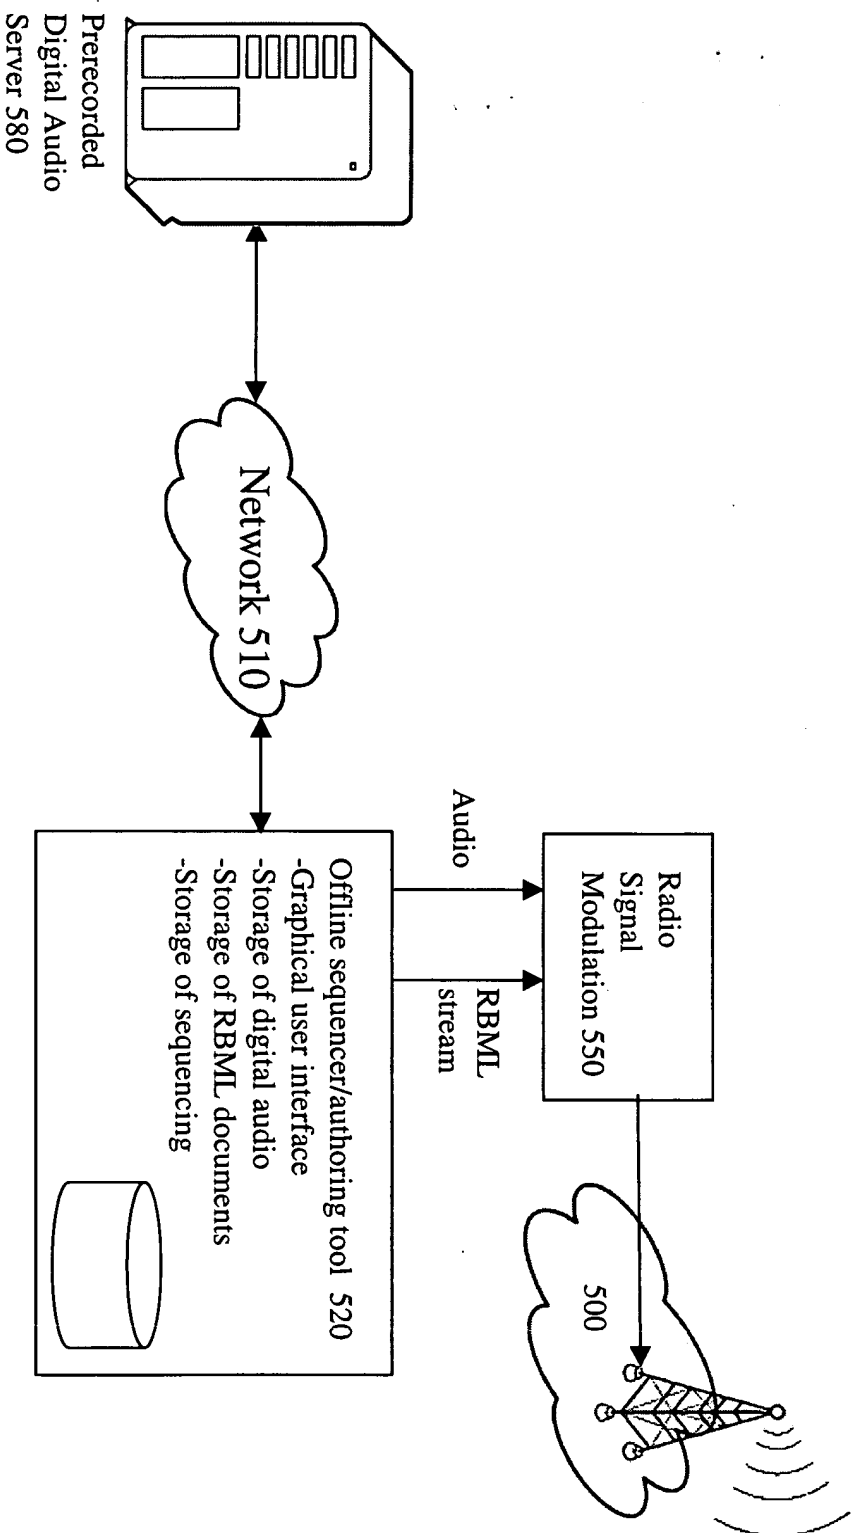 Radio
Signal
Modulation 550
500
Audio
RBML
stream
Prerecorded
Digital Audio
Server 580
Network 510
Offline sequencer/authoring tool 520
-Graphical user interface
-Storage of digital audio
-Storage of RBML documents
-Storage of sequencing